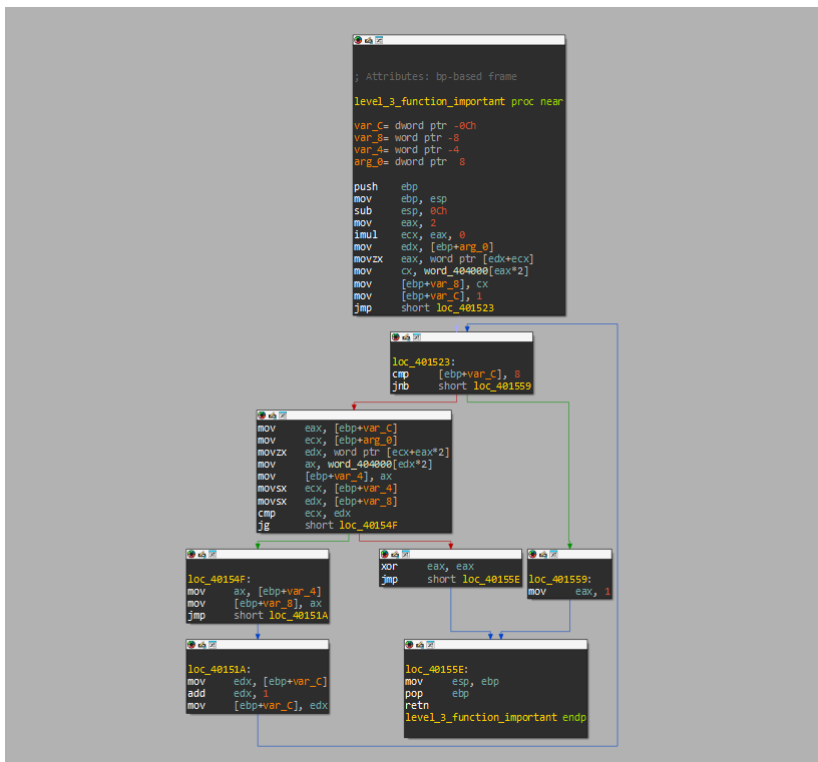 ; Attributes: bp-based frame
level_3_function_important proc near
var_C= dword ptr -0Ch
var_8= word ptr -8
var_4= word ptr -4
arg_0= dword ptr  8
push    ebp
mov     ebp, esp
sub     esp, 0Ch
mov     eax, 2
imul    ecx, eax, 0
mov     edx, [ebp+arg_0]
movzx   eax, word ptr [edx+ecx]
mov     cx, word_404000[eax*2]
mov     [ebp+var_8], cx
mov     [ebp+var_C], 1
jmp     short loc_401523
loc_401523:
cmp     [ebp+var_C], 8
jnb     short loc_401559
mov     eax, [ebp+var_C]
mov     ecx, [ebp+arg_0]
movzx   edx, word ptr [ecx+eax*2]
mov     ax, word_404000[edx*2]
mov     [ebp+var_4], ax
movsx   ecx, [ebp+var_4]
movsx   edx, [ebp+var_8]
cmp     ecx, edx
jg      short loc_40154F
loc_40154F:
mov     ax, [ebp+var_4]
mov     [ebp+var_8], ax
jmp     short loc_40151A
xor     eax, eax
jmp     short loc_40155E
loc_401559:
mov     eax, 1
loc_40151A:
mov     edx, [ebp+var_C]
add     edx, 1
mov     [ebp+var_C], edx
loc_40155E:
mov     esp, ebp
pop     ebp
retn
level_3_function_important endp